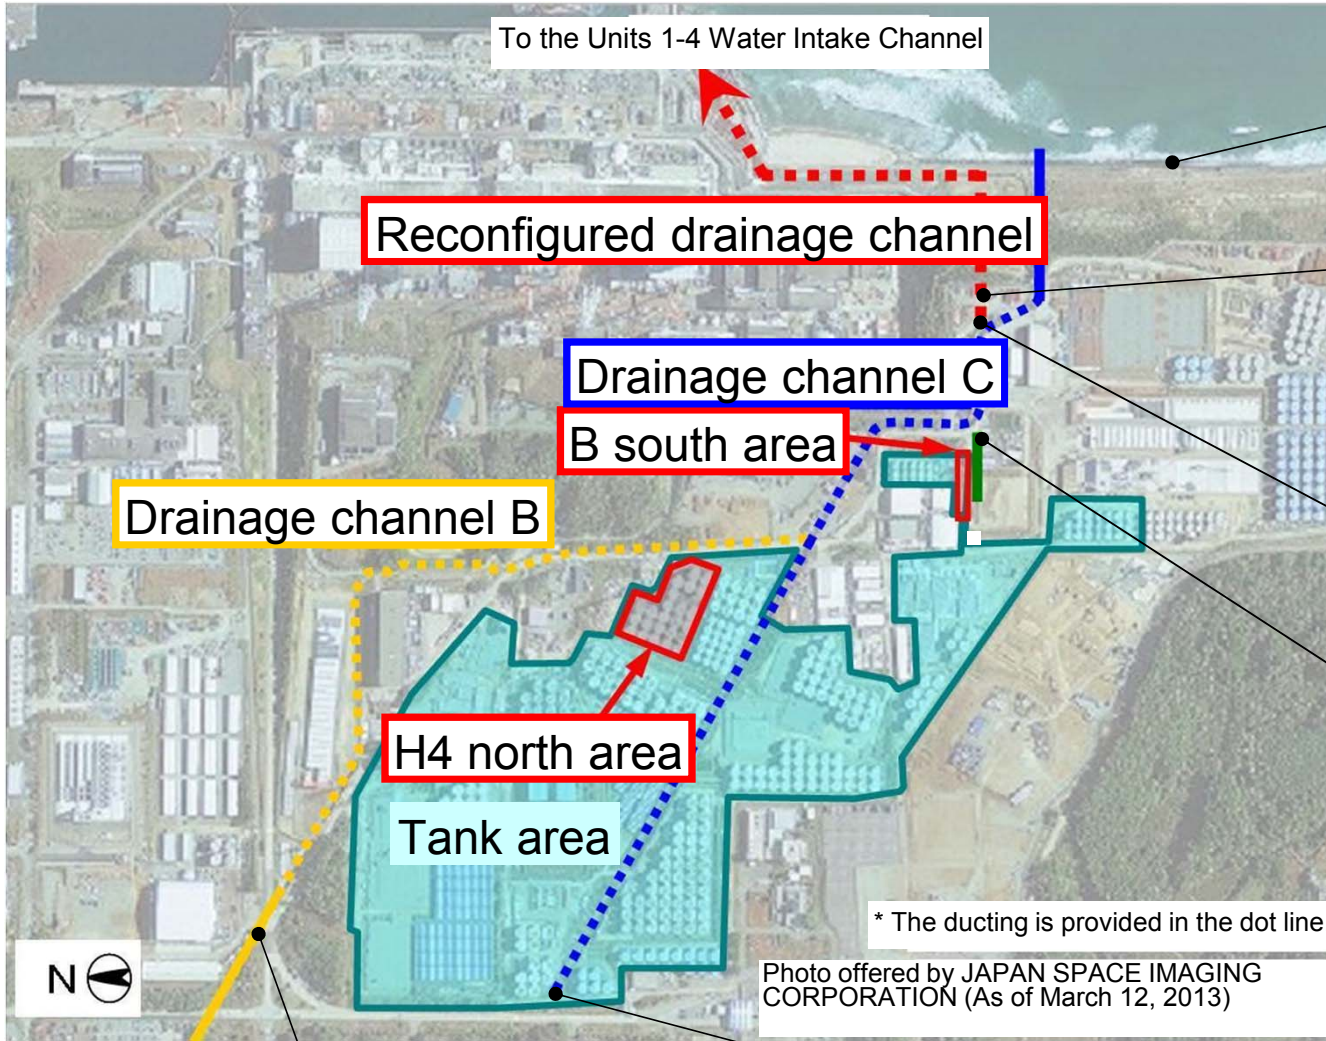 To the Units 1-4 Water Intake Channel
Reconfigured drainage channel
Drainage channel C
B south area
Drainage channel B
H4 north area
Tank area
* The ducting is provided in the dot line
N
Photo offered by JAPAN SPACE IMAGING
CORPORATION (As of March 12, 2013)